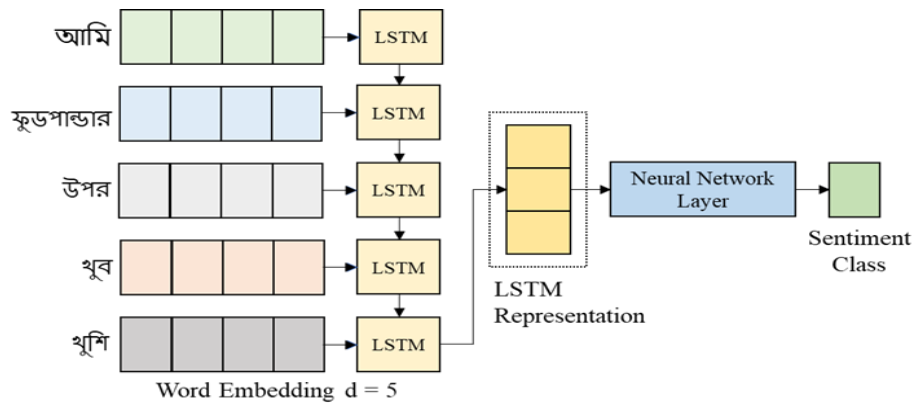 আমি
LSTM
ফুডপান্ডার
LSTM
উপর
LSTM
খুব
LSTM
খুশি
LSTM
Word Embedding d = 5
LSTM
Representation
Neural Network
Layer
Sentiment
Class